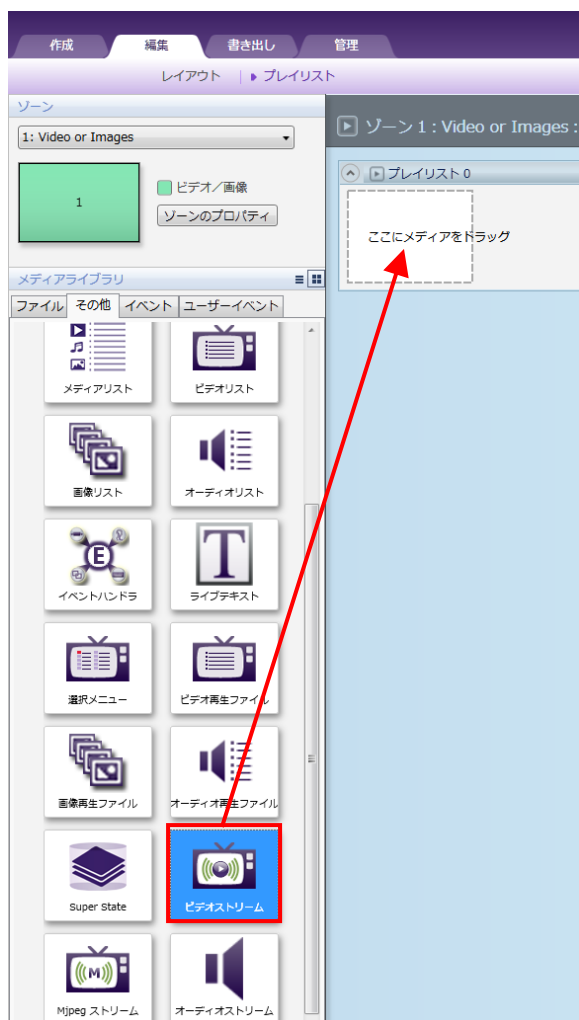 作成 編集 書き出し 管理
レイアウト プレイリスト
ゾーン
1: Video or Images
1
ビデオ／画像
ゾーンのプロパティ
メディアライブラリ
ファイル その他 イベント ユーザーイベント
メディアリスト ビデオリスト
画像リスト オーディオリスト
E
T
イベントハンドラ ライブテキスト
選択メニュー ビデオ再生ファイル
画像再生ファイル オーディオ再生ファイル
Super State ビデオストリーム
M
Mjpeg ストリーム オーディオストリーム
ゾーン 1 : Video or Images :
プレイリスト 0
ここにメディアをドラッグ